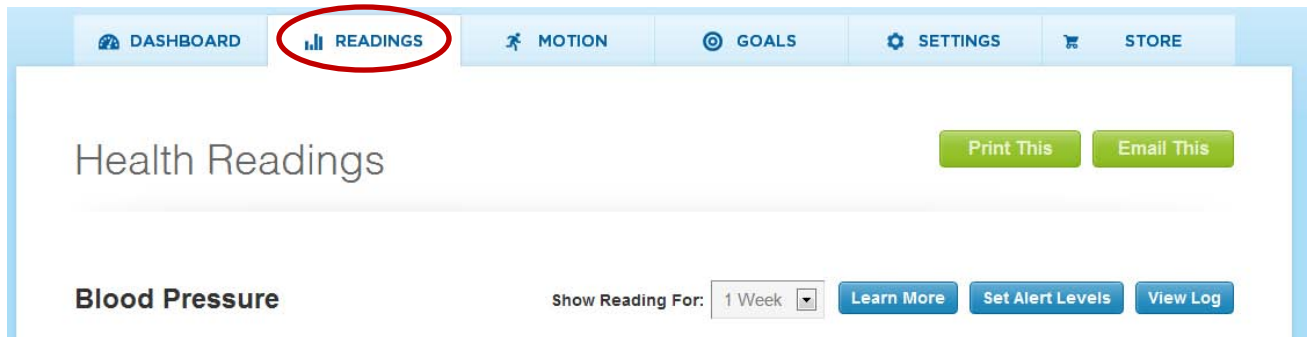 DASHBOARD READINGS MOTION GOALS SETTINGS STORE
Health Readings Print This Email This
Blood Pressure Show Reading For: 1 Week Learn More Set Alert Levels View Log